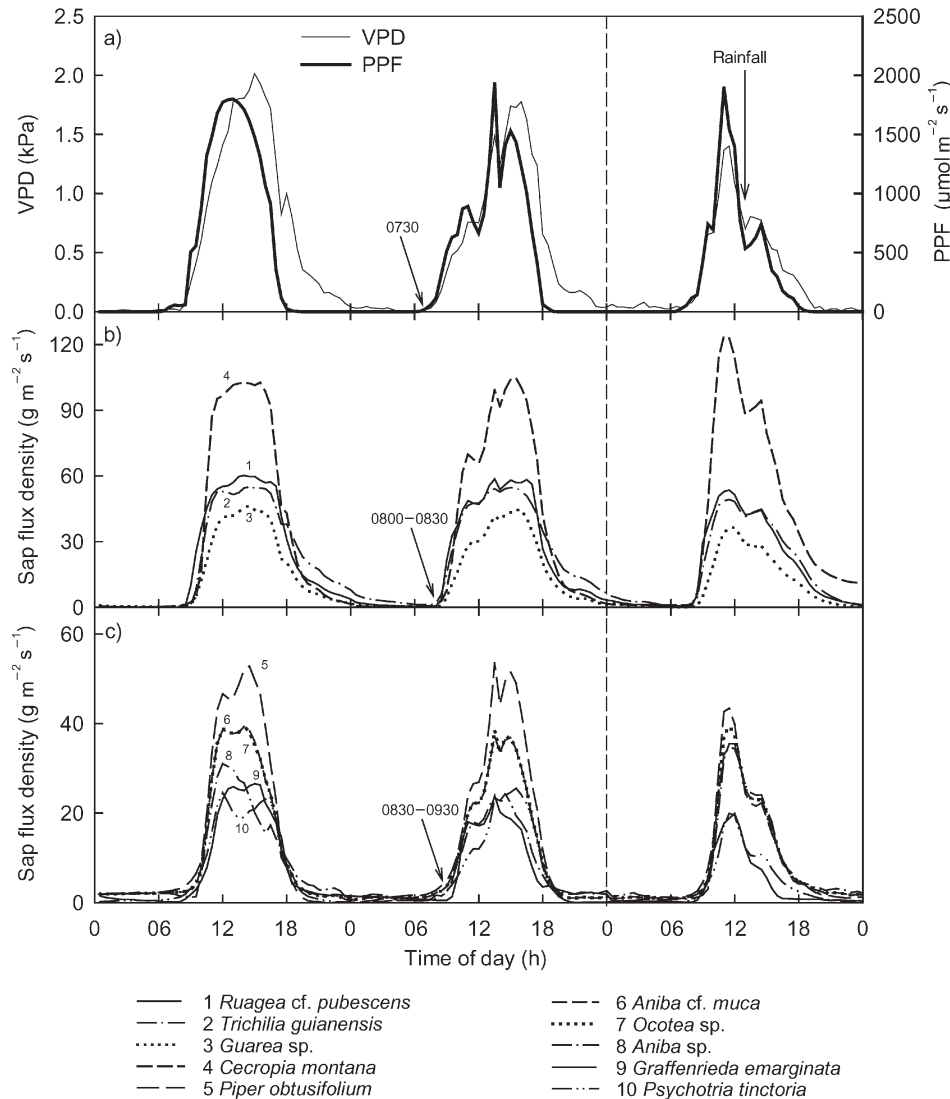 a)
VPD
PPF
Rainfall
0730
2.5
2.0
1.5
1.0
0.5
0.0
VPD (kPa)
2500
2000
1500
1000
500
0
PPF (µmol m⁻² s⁻¹)
b)
4
1
2
3
0800–0830
120
90
60
30
0
Sap flux density (g m⁻² s⁻¹)
c)
5
6
7
8
9
10
0830–0930
60
40
20
0
Sap flux density (g m⁻² s⁻¹)
0 06 12 18 0 06 12 18 0 06 12 18 0
Time of day (h)
1 Ruagea cf. pubescens
2 Trichilia guianensis
3 Guarea sp.
4 Cecropia montana
5 Piper obtusifolium
6 Aniba cf. muca
7 Ocotea sp.
8 Aniba sp.
9 Graffenrieda emarginata
10 Psychotria tinctoria